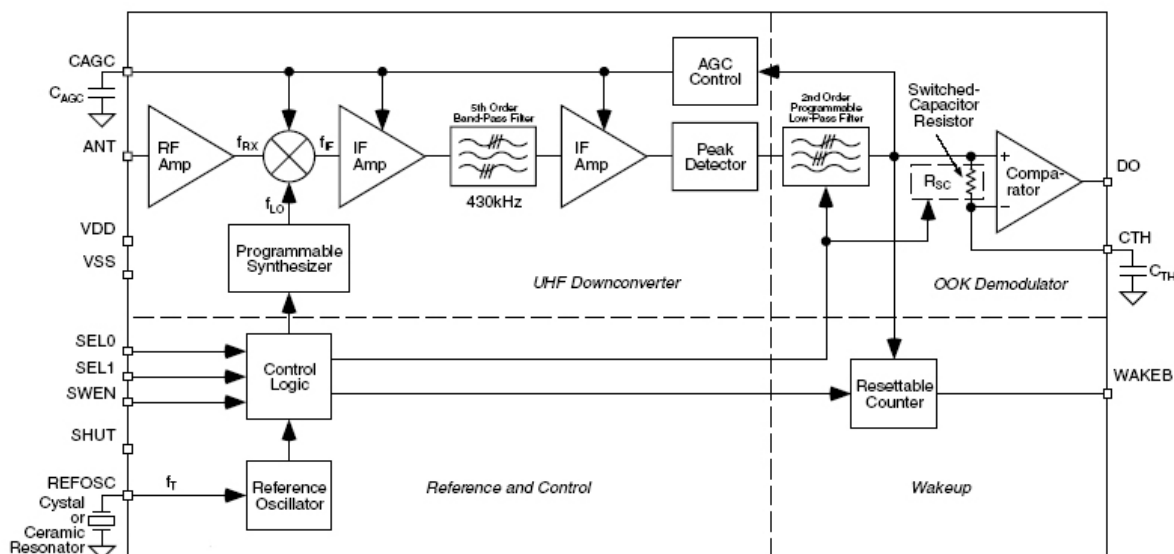 CAGC
C_AGC
AGC
Control
5th Order
Band-Pass Filter
2nd Order
Programmable
Low-Pass Filter
Switched-
Capacitor
Resistor
ANT
RF
Amp
fRX
fIF
IF
Amp
430kHz
IF
Amp
Peak
Detector
RSC
+
−
Compa-
rator
DO
fLO
VDD
VSS
Programmable
Synthesizer
UHF Downconverter
OOK Demodulator
CTH
C_TH
SEL0
SEL1
SWEN
Control
Logic
Resettable
Counter
WAKEB
SHUT
REFOSC
fT
Reference
Oscillator
Reference and Control
Wakeup
Cystal
or
Ceramic
Resonator